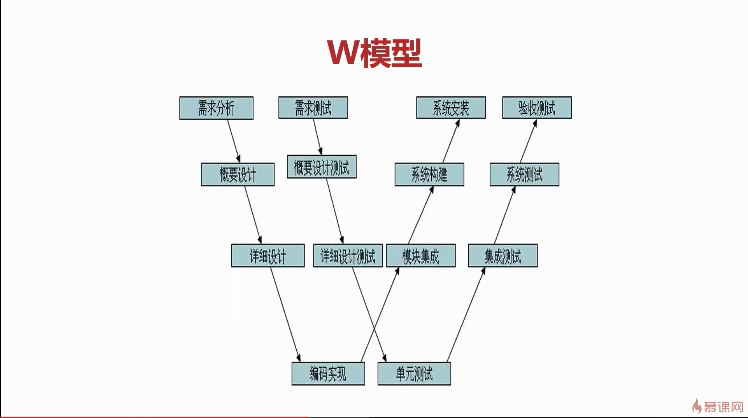 W模型
需求分析 需求测试 系统安装 验收测试
概要设计 概要设计测试 系统构建 系统测试
详细设计 详细设计测试 模块集成 集成测试
编码实现 单元测试
慕课网